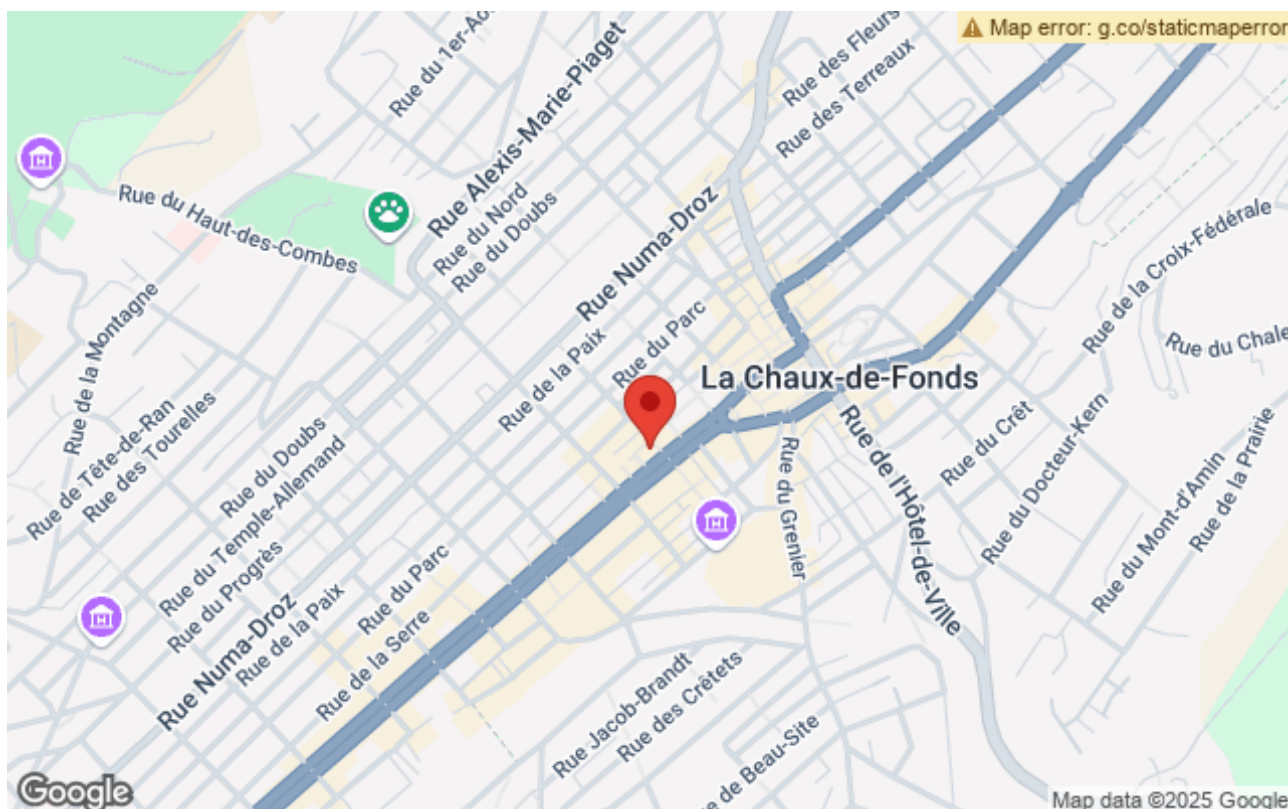 Map error: g.co/staticmaperror
Rue du 1er-Ao
Rue Alexis-Marie-Piaget
Rue des Fleurs
Rue des Terreaux
Rue du Haut-des-Combes
Rue du Nord
Rue du Doubs
Rue Numa-Droz
Rue de la Croix-Fédérale
Rue du Chale
Rue de la Montagne
Rue du Parc
Rue de la Paix
La Chaux-de-Fonds
Rue de Tête-de-Ran
Rue des Tourelles
Rue du Doubs
Rue du Temple-Allemand
Rue du Progrès
Rue Numa-Droz
Rue de la Paix
Rue du Parc
Rue de la Serre
Rue du Grenier
Rue de l'Hôtel-de-Ville
Rue du Crêt
Rue du Docteur-Kern
Rue du Mont-d'Amin
Rue de la Prairie
Rue Jacob-Brandt
Rue des Crêtets
ue de Beau-Site
Google
Map data ©2025 Google